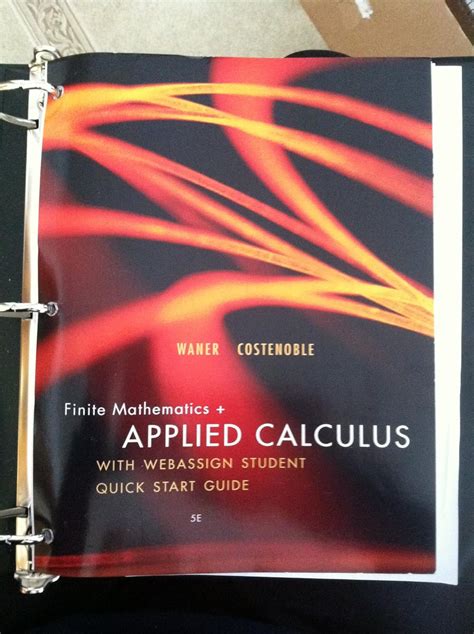 WANER COSTENOBLE
Finite Mathematics +
APPLIED CALCULUS
WITH WEBASSIGN STUDENT
QUICK START GUIDE
5E